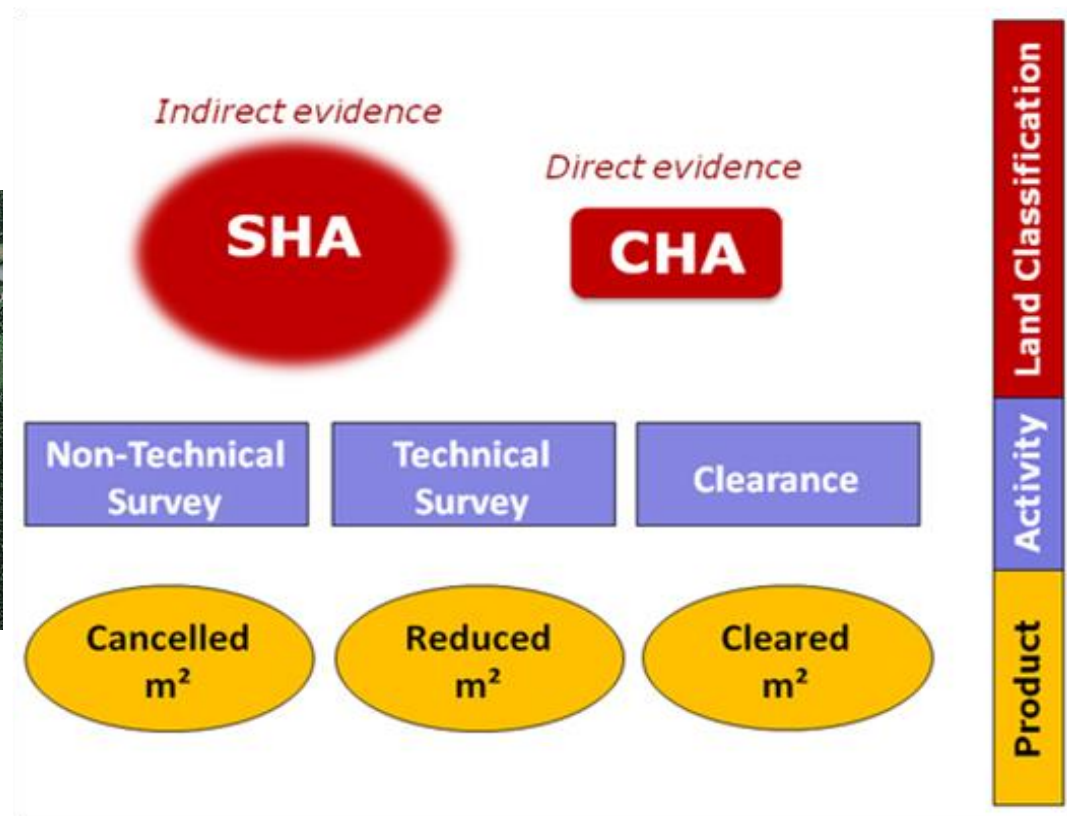 Indirect evidence
SHA
Direct evidence
CHA
Land Classification
Non-Technical
Survey
Technical
Survey
Clearance
Activity
Cancelled
m²
Reduced
m²
Cleared
m²
Product